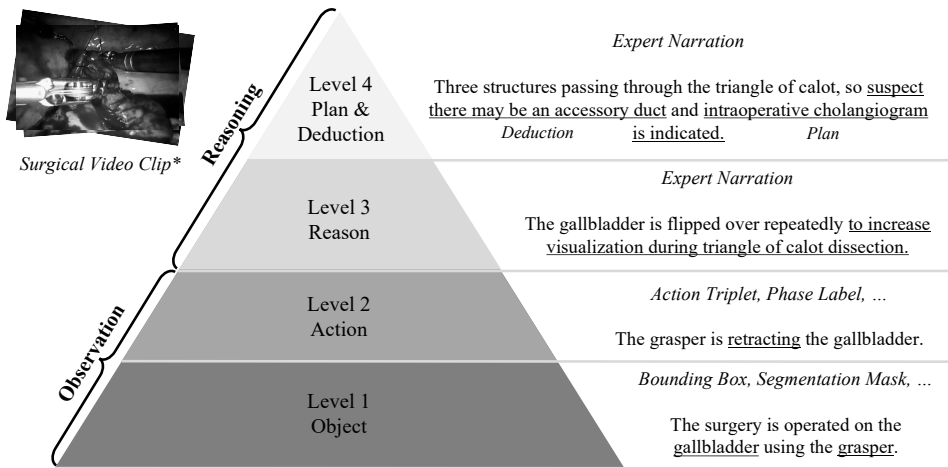 Surgical Video Clip*
Reasoning
Observation
Level 4
Plan &
Deduction
Expert Narration
Three structures passing through the triangle of calot, so suspect
there may be an accessory duct and intraoperative cholangiogram
is indicated.
Deduction
Plan
Level 3
Reason
Expert Narration
The gallbladder is flipped over repeatedly to increase
visualization during triangle of calot dissection.
Level 2
Action
Action Triplet, Phase Label, …
The grasper is retracting the gallbladder.
Level 1
Object
Bounding Box, Segmentation Mask, …
The surgery is operated on the
gallbladder using the grasper.